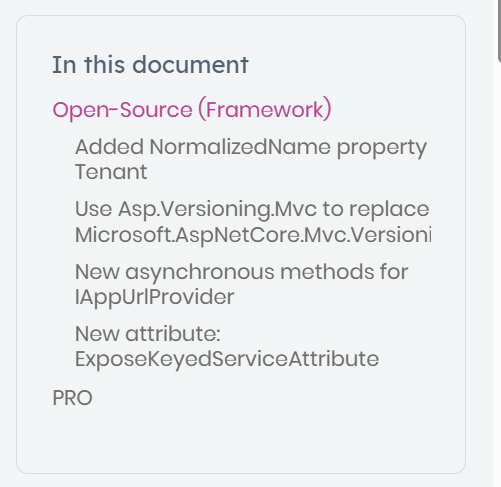 In this document
Open-Source (Framework)
Added NormalizedName property
Tenant
Use Asp.Versioning.Mvc to replace
Microsoft.AspNetCore.Mvc.Versioni
New asynchronous methods for
IAppUrlProvider
New attribute:
ExposeKeyedServiceAttribute
PRO